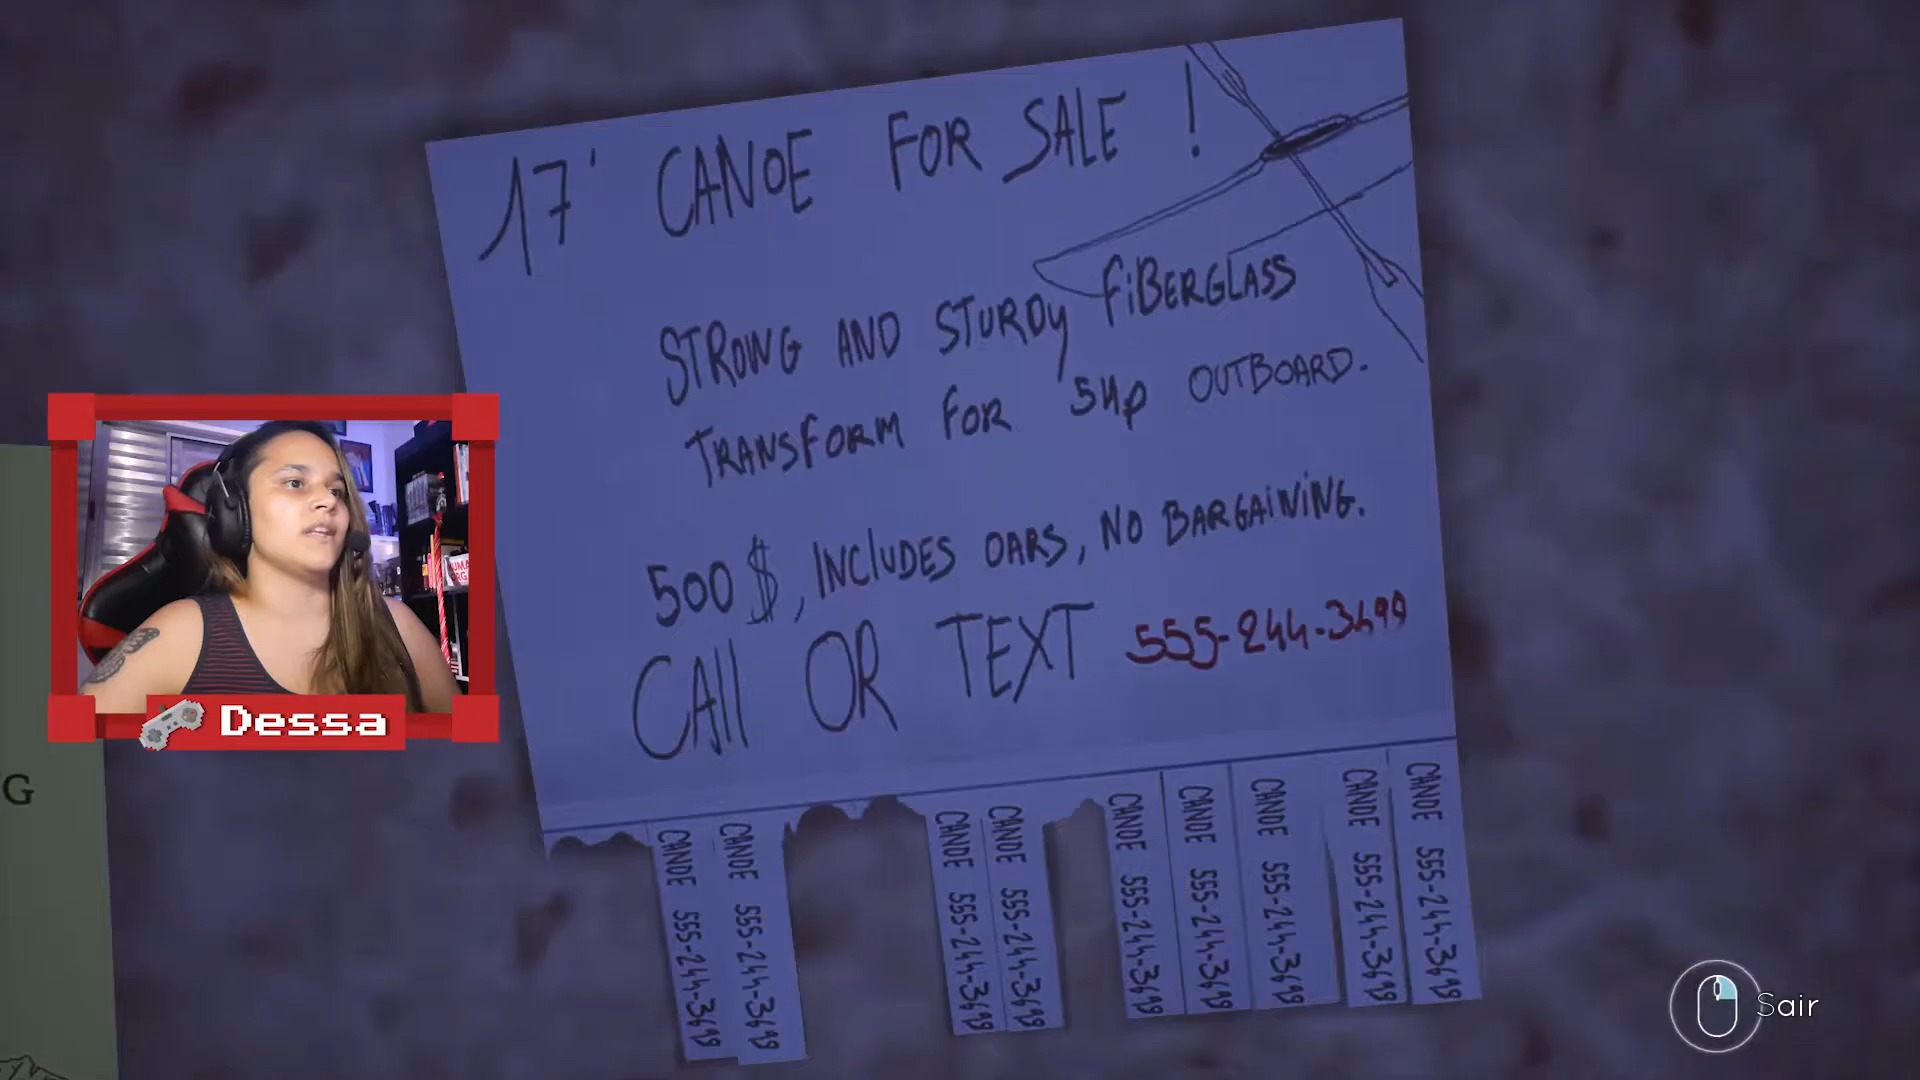 17' CANOE FOR SALE !
STRONG AND STURDY FIBERGLASS
TRANSFORM FOR 5HP OUTBOARD.
500$, INCLUDES OARS, NO BARGAINING.
CAll OR TEXT 555-244-3699
CANOE 555-244-3699
CANOE 555-244-3699
CANOE 555-244-3699
CANOE 555-244-3699
CANOE 555-244-3699
CANOE 555-244-3699
CANOE 555-244-3699
CANOE 555-244-3699
CANOE 555-244-3699
Dessa
G
Sair